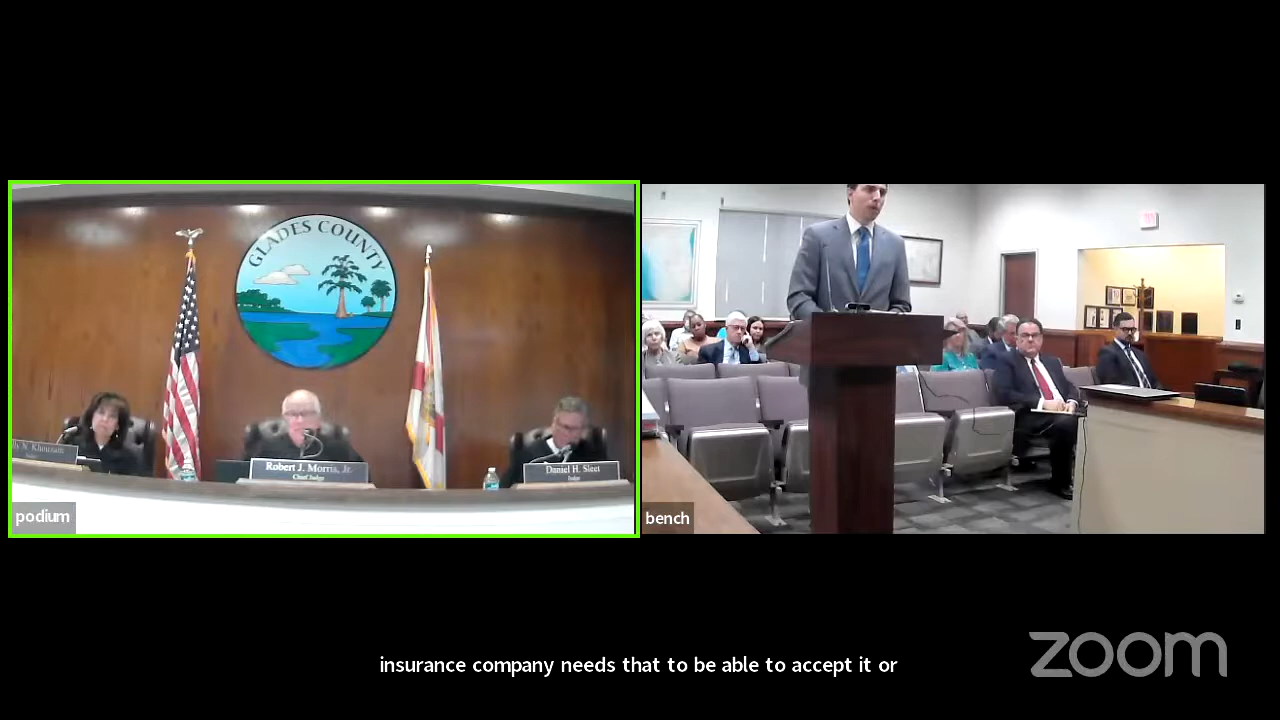 GLADES COUNTY
Robert J. Morris, Jr.
Chief Judge
Daniel H. Sleet
Judge
podium
bench
insurance company needs that to be able to accept it or
zoom